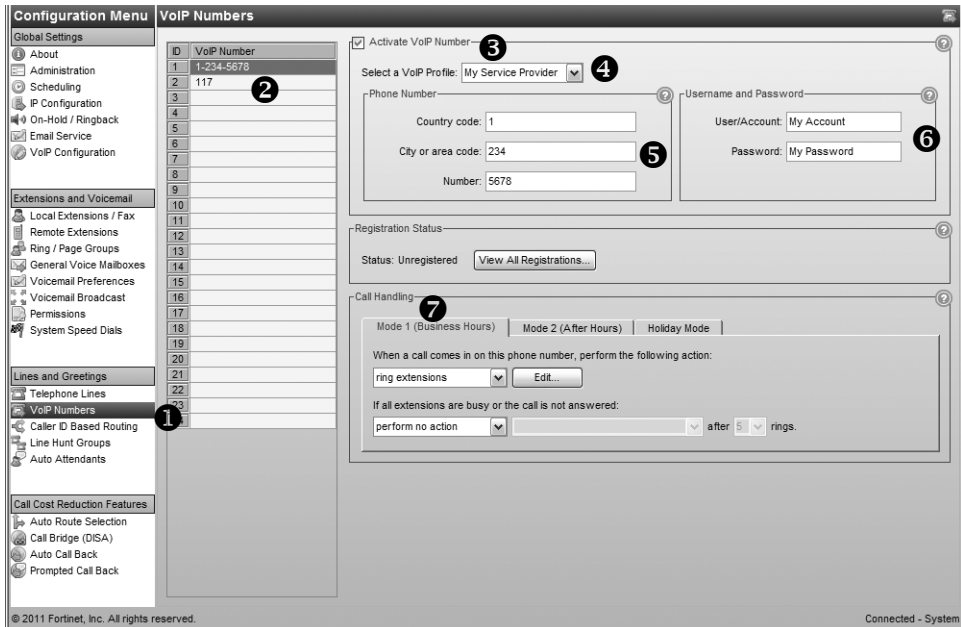 Configuration Menu
VoIP Numbers
Global Settings
About
Administration
Scheduling
IP Configuration
On-Hold / Ringback
Email Service
VoIP Configuration
Extensions and Voicemail
Local Extensions / Fax
Remote Extensions
Ring / Page Groups
General Voice Mailboxes
Voicemail Preferences
Voicemail Broadcast
Permissions
System Speed Dials
Lines and Greetings
Telephone Lines
VoIP Numbers
Caller ID Based Routing
Line Hunt Groups
Auto Attendants
Call Cost Reduction Features
Auto Route Selection
Call Bridge (DISA)
Auto Call Back
Prompted Call Back
1
ID VoIP Number
1 1-234-5678
2 117
2
3
4
5
6
7
8
9
10
11
12
13
14
15
16
17
18
19
20
21
22
23
Activate VoIP Number
3
Select a VoIP Profile: My Service Provider
4
Phone Number
Country code: 1
City or area code: 234
5
Number: 5678
Username and Password
User/Account: My Account
6
Password: My Password
Registration Status
Status: Unregistered View All Registrations...
Call Handling
7
Mode 1 (Business Hours) Mode 2 (After Hours) Holiday Mode
When a call comes in on this phone number, perform the following action:
ring extensions Edit...
If all extensions are busy or the call is not answered:
perform no action after 5 rings.
© 2011 Fortinet, Inc. All rights reserved.
Connected - System